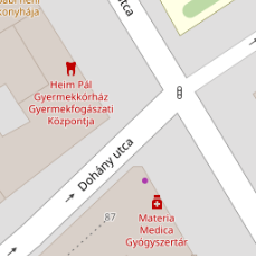 konyhája
utca
Heim Pál
Gyermekkórház
Gyermekfogászati
Központja
Dohány utca
87
Materia
Medica
Gyógyszertár